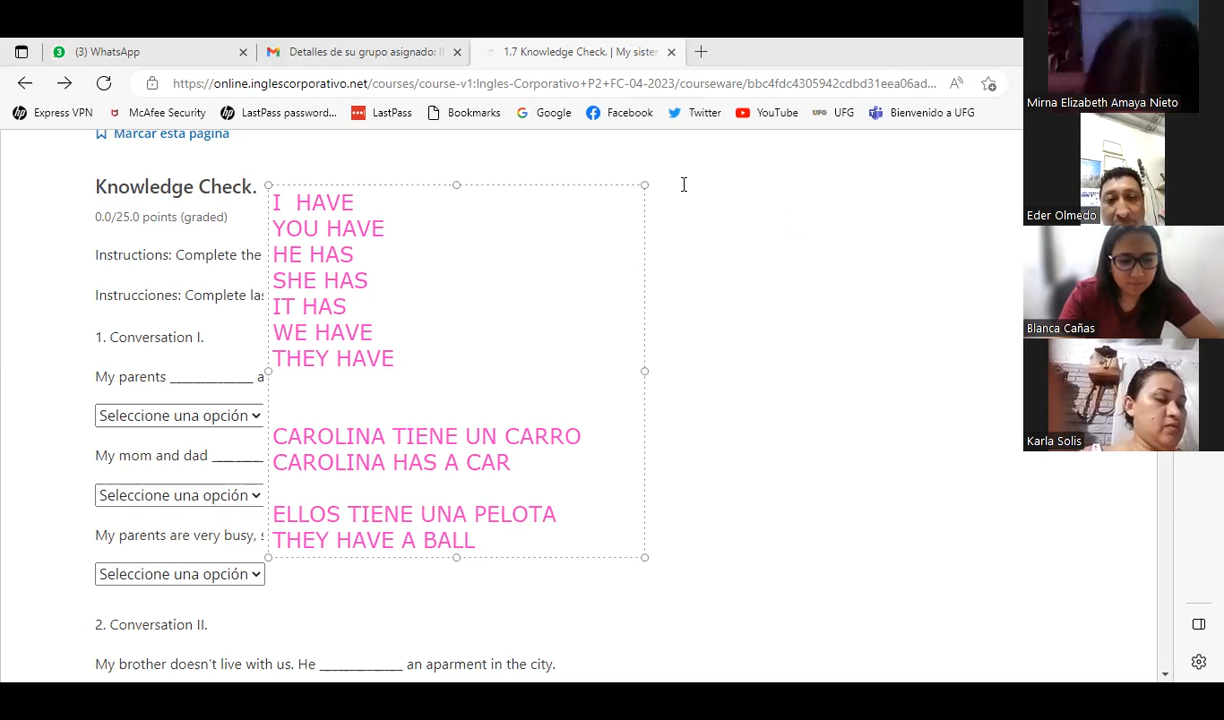 (3) WhatsApp
Detalles de su grupo asignado: I
1.7 Knowledge Check. | My sister
https://online.inglescorporativo.net/courses/course-v1:Ingles-Corporativo+P2+FC-04-2023/courseware/bbc4fdc4305942cdbd31eea06ad...
Express VPN
McAfee Security
LastPass password...
LastPass
Bookmarks
Google
Facebook
Twitter
YouTube
UFG
Bienvenido a UFG
Marcar esta página
Knowledge Check.
0.0/25.0 points (graded)
Instructions: Complete the
Instrucciones: Complete las
1. Conversation I.
My parents ____________ a
Seleccione una opción
My mom and dad _______
Seleccione una opción
My parents are very busy, s
Seleccione una opción
2. Conversation II.
My brother doesn't live with us. He ____________ an aparment in the city.
I HAVE
YOU HAVE
HE HAS
SHE HAS
IT HAS
WE HAVE
THEY HAVE
CAROLINA TIENE UN CARRO
CAROLINA HAS A CAR
ELLOS TIENE UNA PELOTA
THEY HAVE A BALL
Mirna Elizabeth Amaya Nieto
Eder Olmedo
Blanca Cañas
Karla Solis